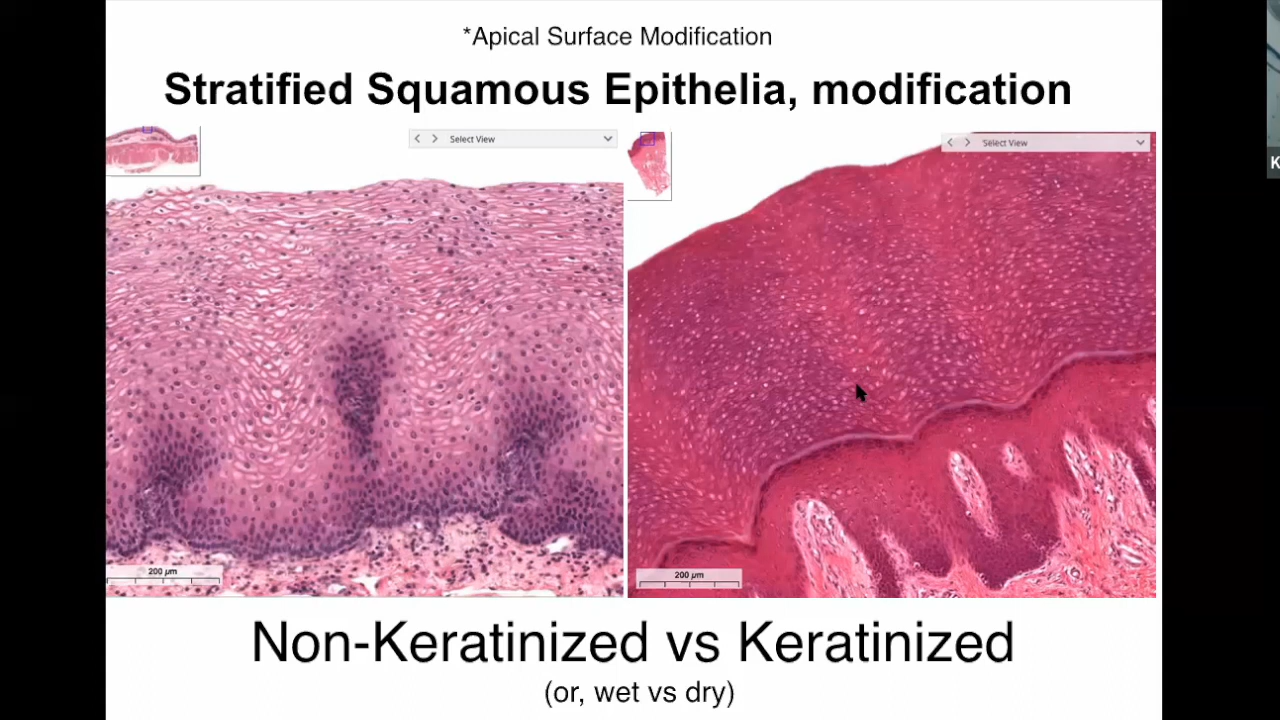 *Apical Surface Modification
Stratified Squamous Epithelia, modification
Select View
Select View
K
200 µm
200 µm
Non-Keratinized vs Keratinized
(or, wet vs dry)